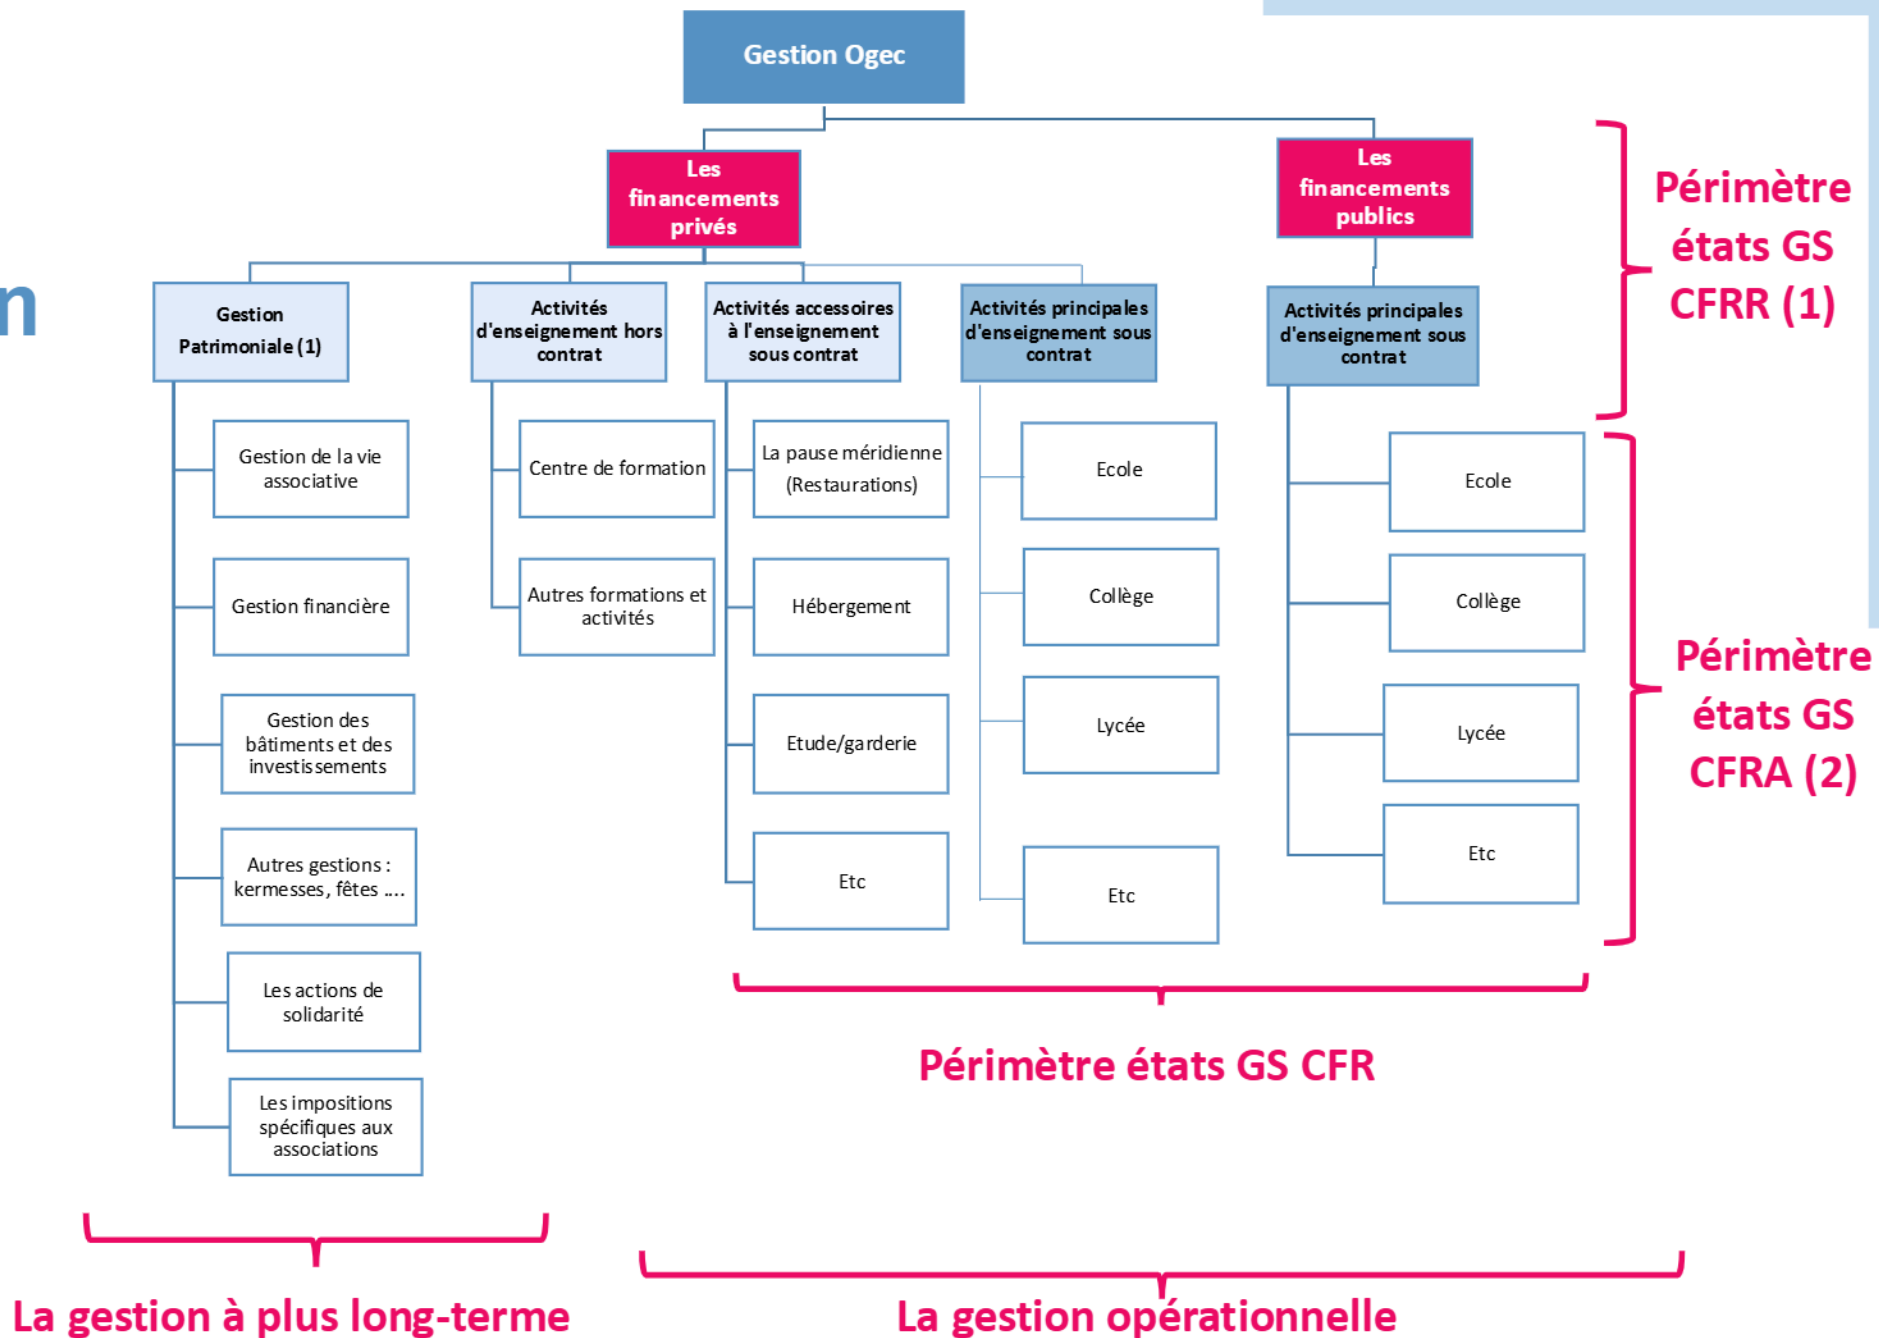 Gestion Ogec
n
Les
financements
privés
Les
financements
publics
Périmètre
états GS
CFRR (1)
Gestion
Patrimoniale (1)
Activités
d'enseignement hors
contrat
Activités accessoires
à l'enseignement
sous contrat
Activités principales
d'enseignement sous
contrat
Activités principales
d'enseignement sous
contrat
Gestion de la vie
associative
Gestion financière
Gestion des
bâtiments et des
investissements
Autres gestions :
kermesses, fêtes ....
Les actions de
solidarité
Les impositions
spécifiques aux
associations
Centre de formation
Autres formations et
activités
La pause méridienne
(Restaurations)
Hébergement
Etude/garderie
Etc
Ecole
Collège
Lycée
Etc
Ecole
Collège
Lycée
Etc
Périmètre
états GS
CFRA (2)
Périmètre états GS CFR
La gestion à plus long-terme
La gestion opérationnelle